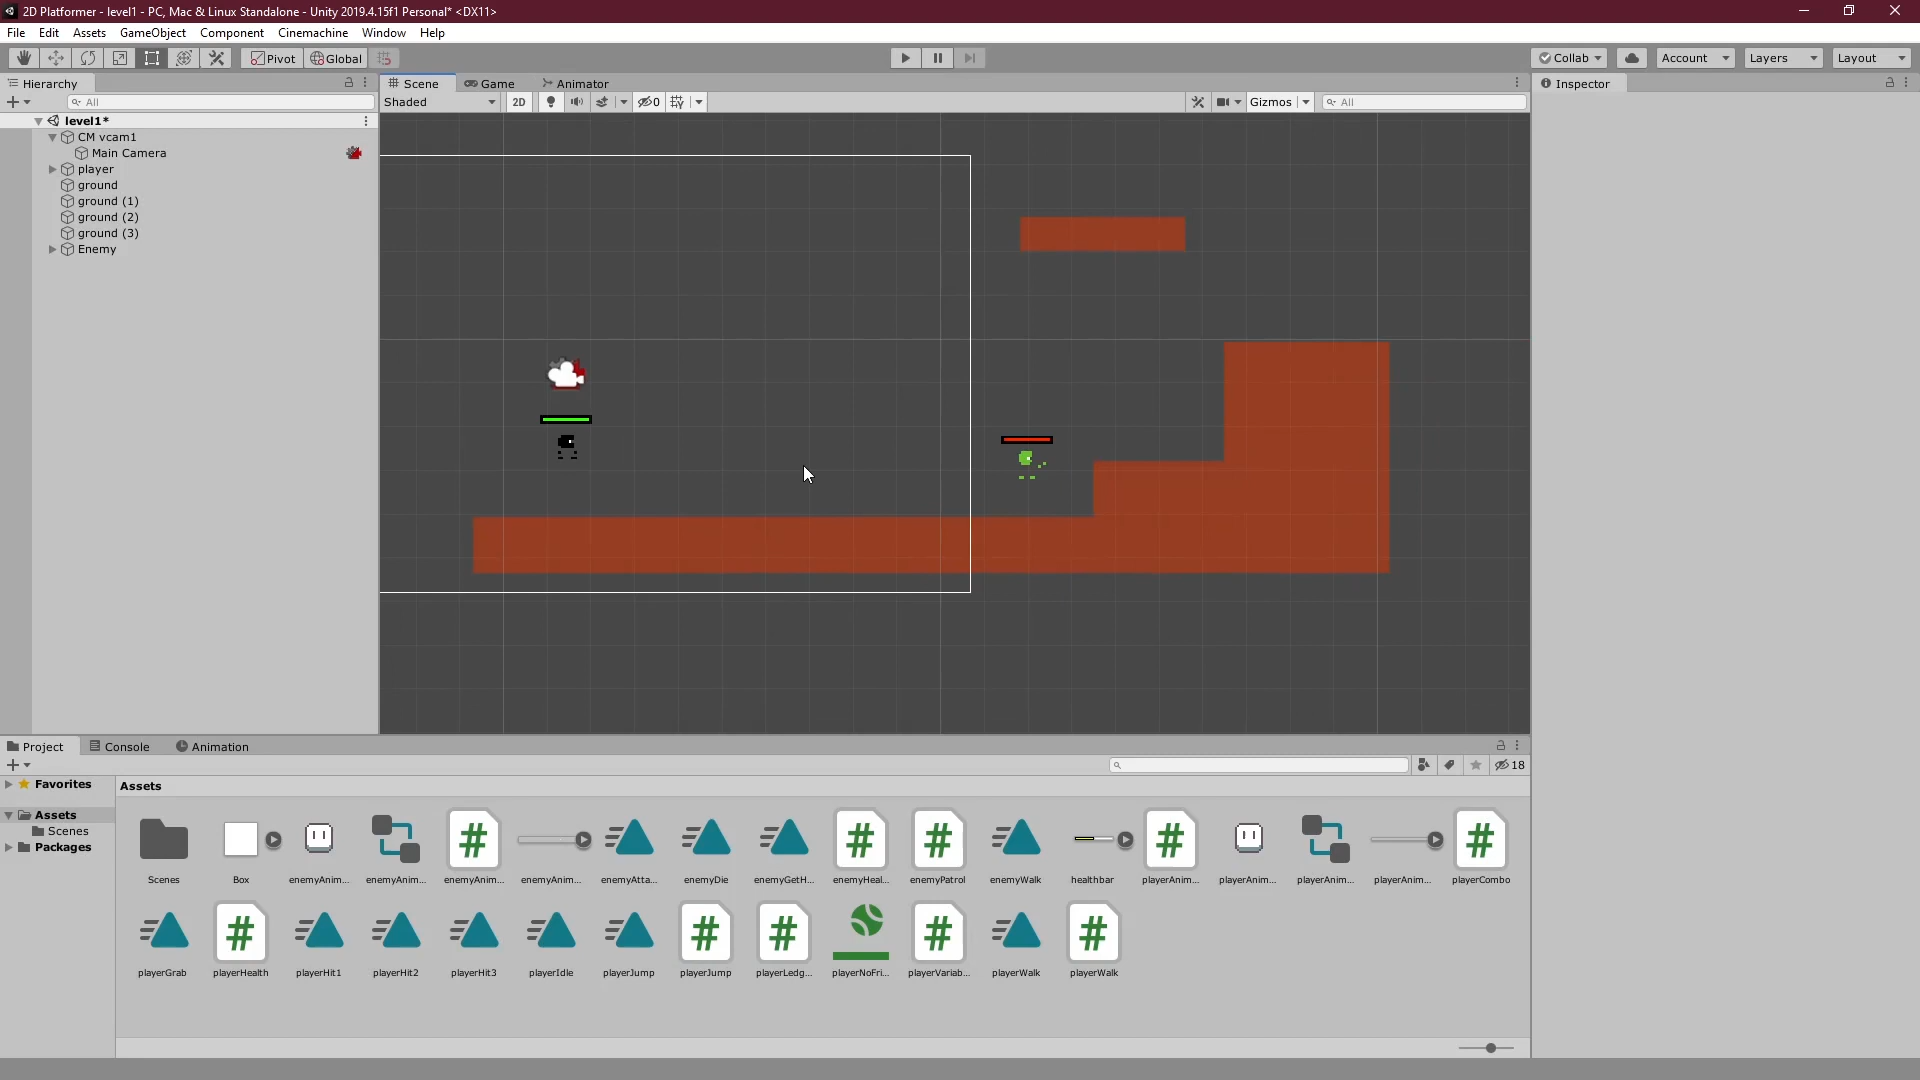 2D Platformer - level1 - PC, Mac & Linux Standalone - Unity 2019.4.15f1 Personal* <DX11>
File Edit Assets GameObject Component Cinemachine Window Help
Pivot Global Collab Account Layers Layout
Hierarchy Scene Game Animator Inspector
All Shaded 2D 0 Gizmos All
level1*
CM vcam1
Main Camera
player
ground
ground (1)
ground (2)
ground (3)
Enemy
Project Console Animation
18
Favorites
Assets
Scenes
Packages
Assets
Scenes Box enemyAnim... enemyAnim... enemyAnim... enemyAnim... enemyAtta... enemyDie enemyGetH... enemyHeal... enemyPatrol enemyWalk healthbar playerAnim... playerAnim... playerAnim... playerAnim... playerCombo
playerGrab playerHealth playerHit1 playerHit2 playerHit3 playerIdle playerJump playerJump playerLedg... playerNoFri... playerVariab... playerWalk playerWalk